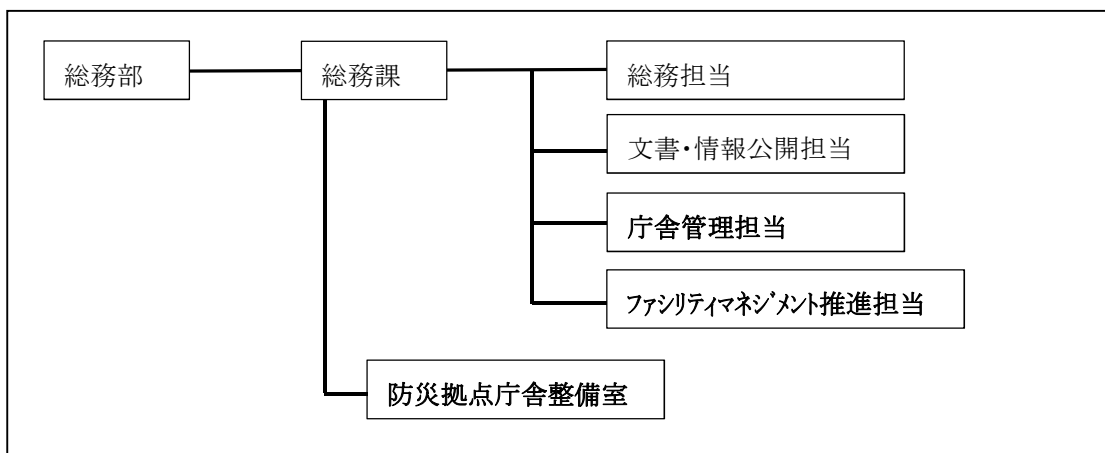 総務部
総務課
総務担当
文書・情報公開担当
庁舎管理担当
ファシリティマネジメント推進担当
防災拠点庁舎整備室